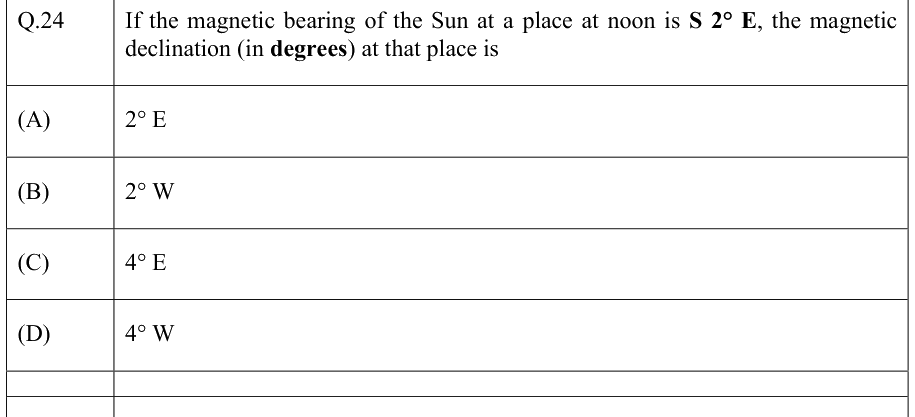 Q.24 If the magnetic bearing of the Sun at a place at noon is S 2° E, the magnetic
declination (in degrees) at that place is
(A) 2° E
(B) 2° W
(C) 4° E
(D) 4° W